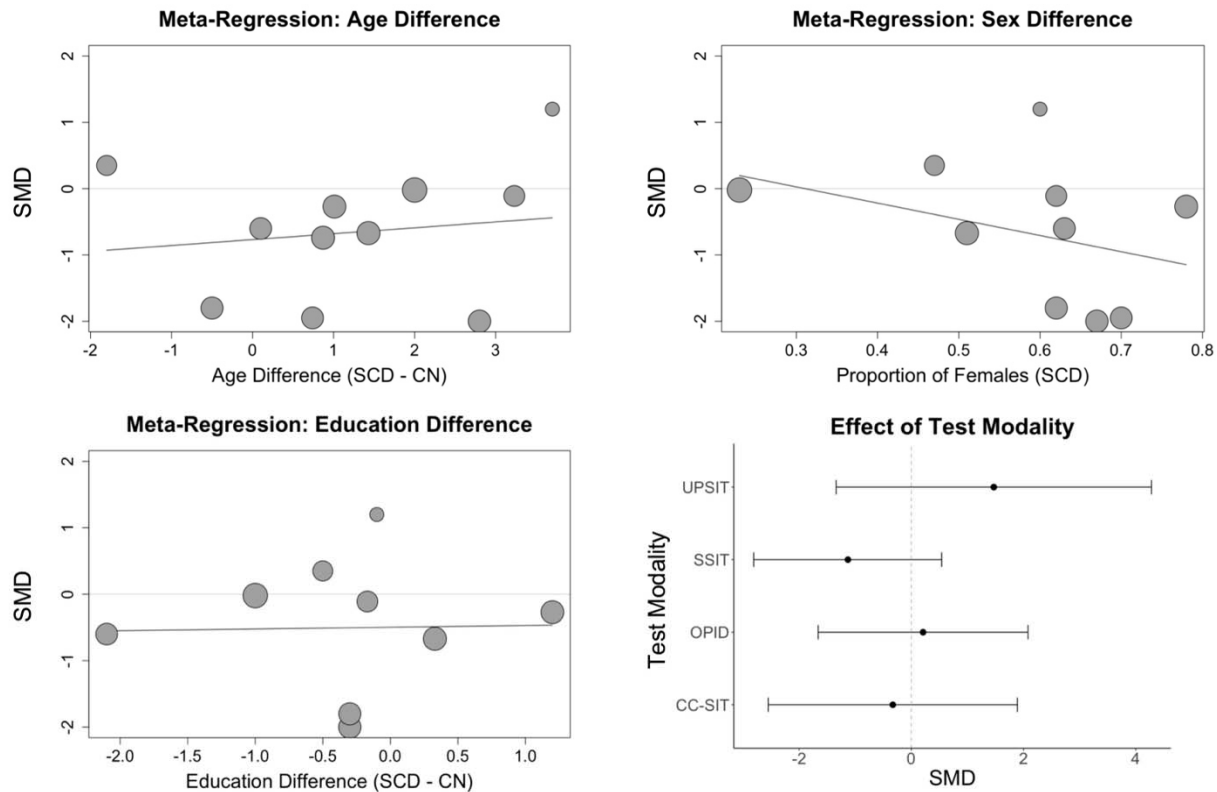 Meta-Regression: Age Difference
SMD
2
1
0
-1
-2
-2
-1
0
1
2
3
Age Difference (SCD - CN)
Meta-Regression: Sex Difference
SMD
2
1
0
-1
-2
0.3
0.4
0.5
0.6
0.7
0.8
Proportion of Females (SCD)
Meta-Regression: Education Difference
SMD
2
1
0
-1
-2
-2.0
-1.5
-1.0
-0.5
0.0
0.5
1.0
Education Difference (SCD - CN)
Effect of Test Modality
Test Modality
UPSIT
SSIT
OPID
CC-SIT
-2
0
2
4
SMD